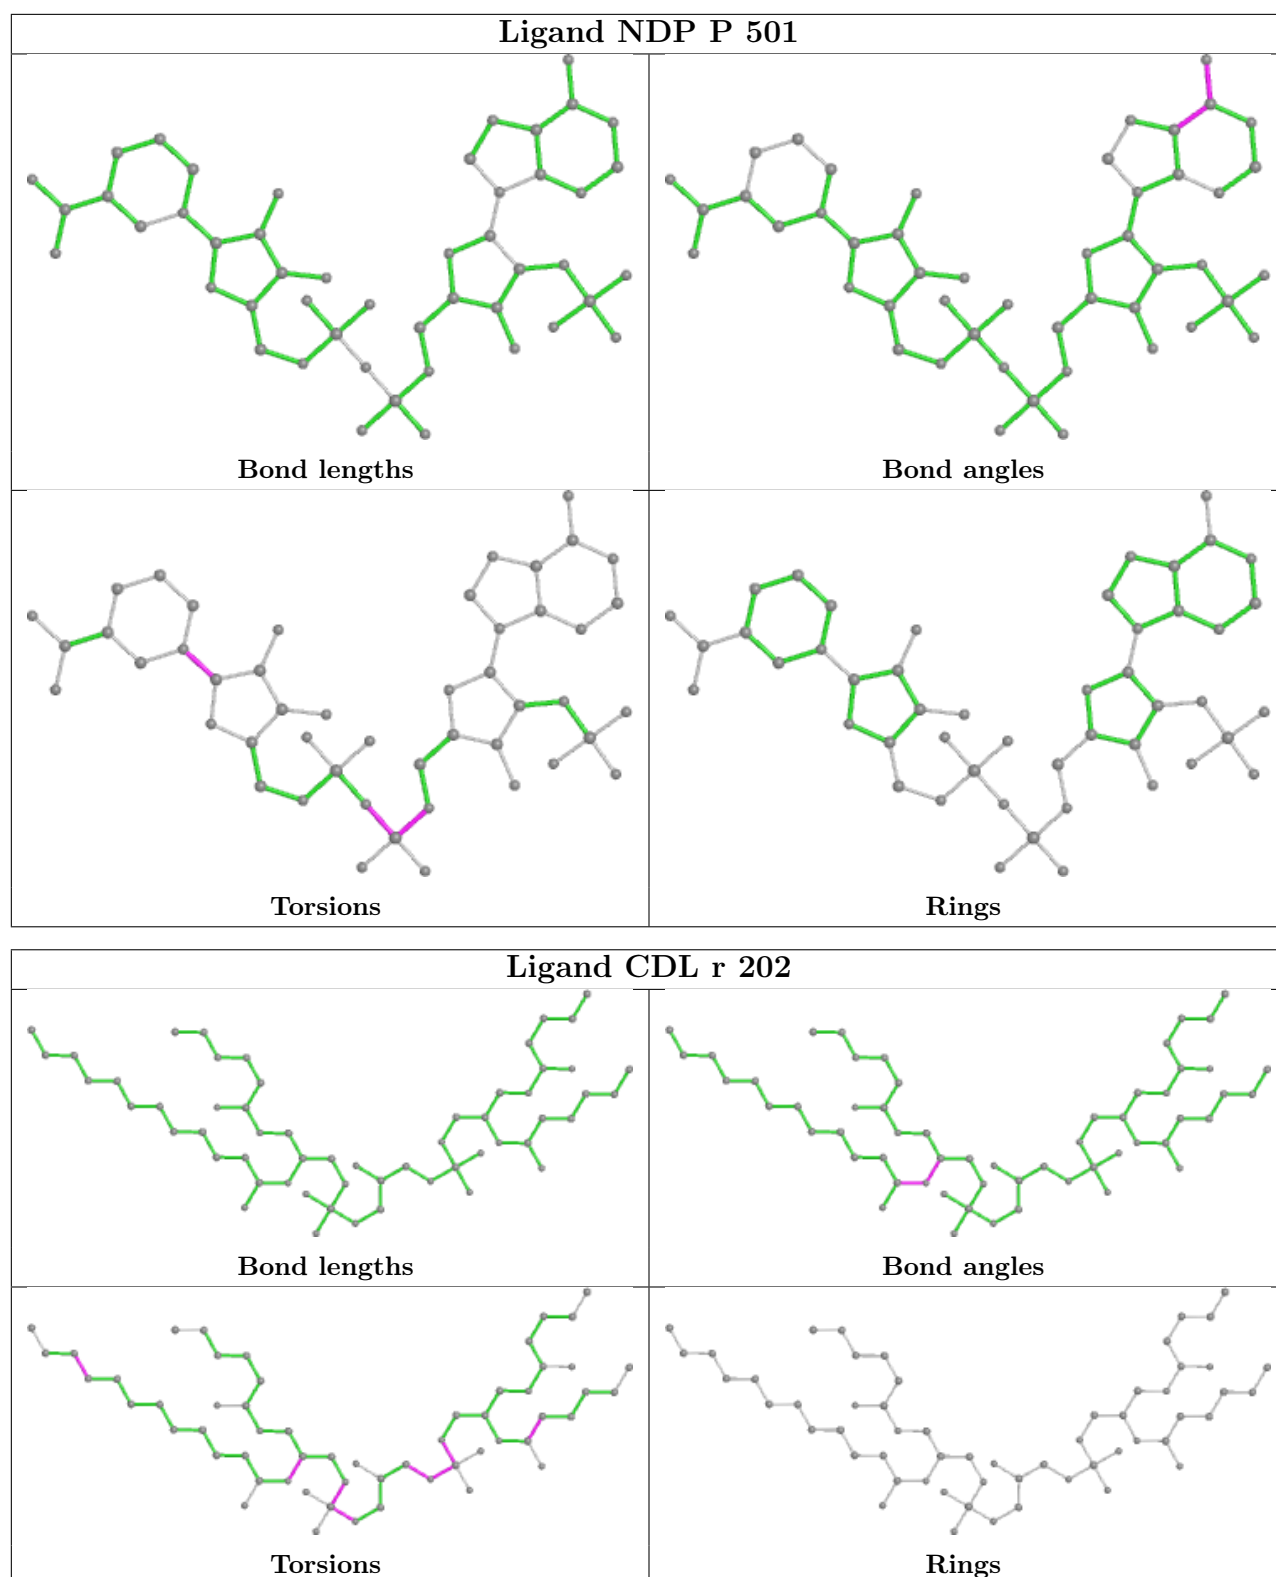 Ligand NDP P 501
Bond lengths
Bond angles
Torsions
Rings
Ligand CDL r 202
Bond lengths
Bond angles
Torsions
Rings